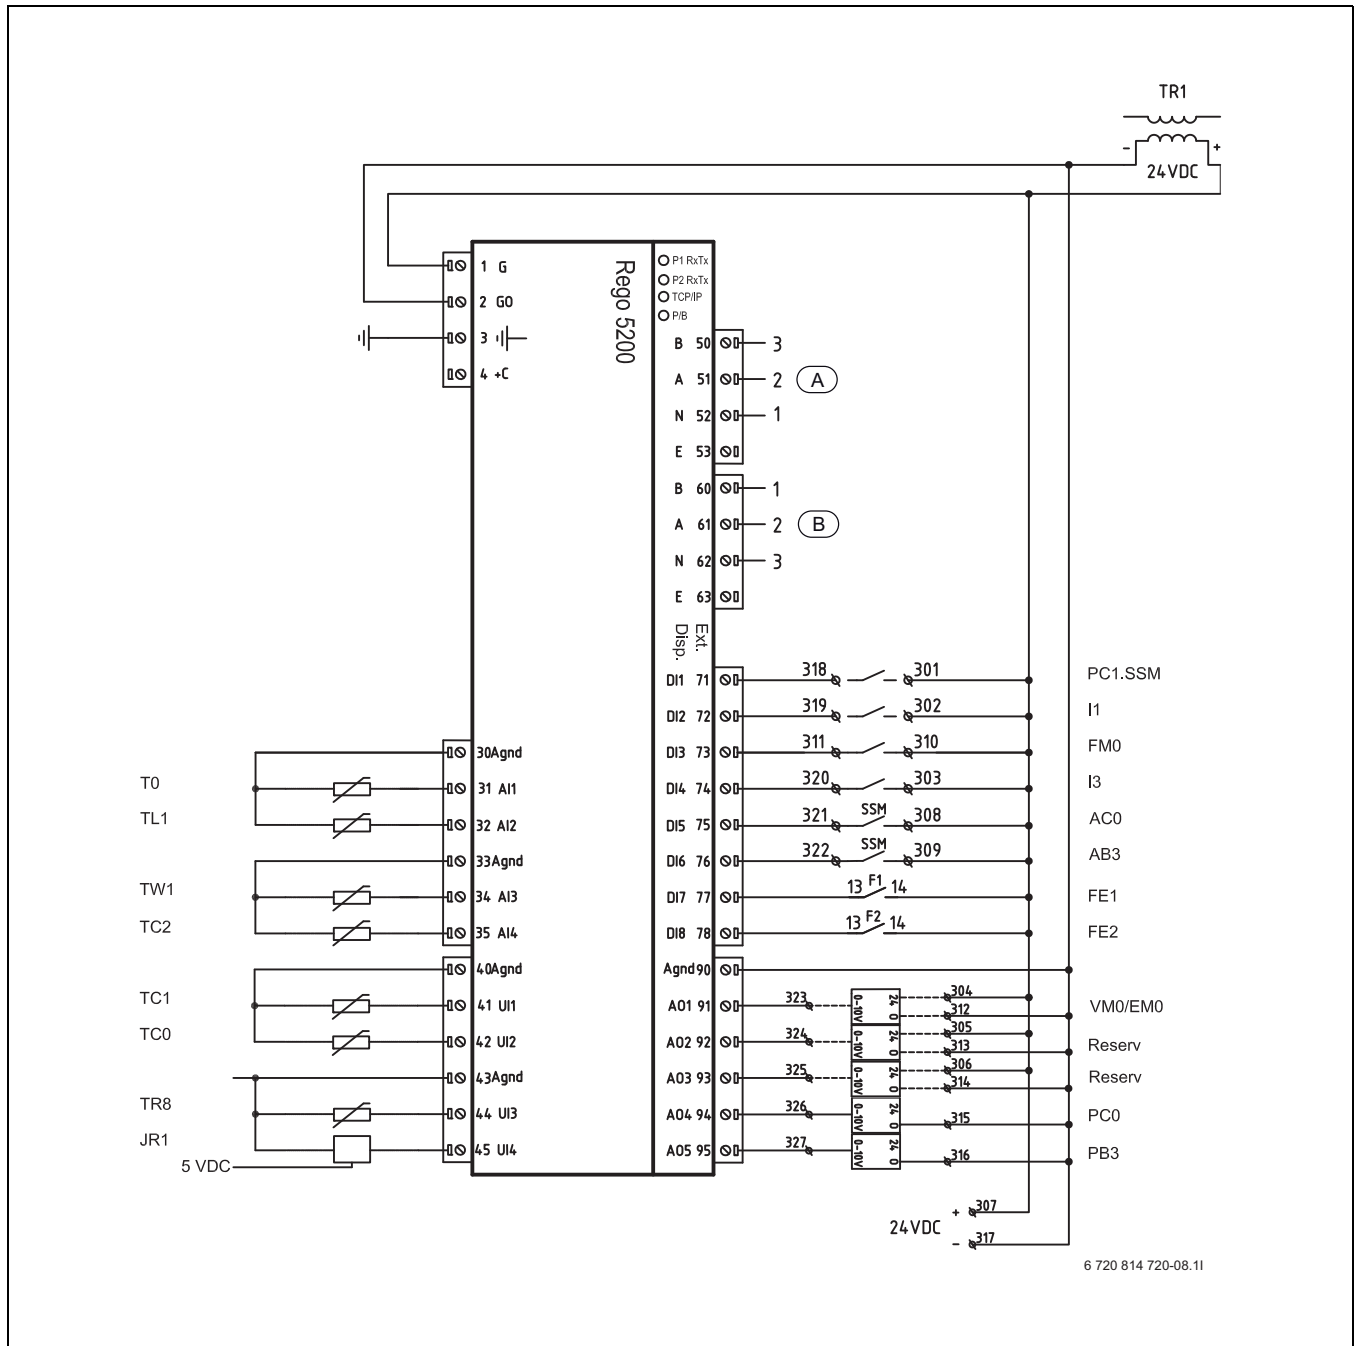 TR1
- +
24VDC
1 G
2 G0
3
4 +C
Rego 5200
P1 RxTx
P2 RxTx
TCP/IP
P/B
B 50 3
A 51 2 A
N 52 1
E 53
B 60 1
A 61 2 B
N 62 3
E 63
Ext.
Disp.
DI1 71 318 301 PC1.SSM
DI2 72 319 302 I1
DI3 73 311 310 FM0
DI4 74 320 303 I3
DI5 75 321 SSM 308 AC0
DI6 76 322 SSM 309 AB3
DI7 77 13 F1 14 FE1
DI8 78 13 F2 14 FE2
30Agnd
T0 31 AI1
TL1 32 AI2
33Agnd
TW1 34 AI3
TC2 35 AI4
40Agnd
TC1 41 UI1
TC0 42 UI2
43Agnd
TR8 44 UI3
JR1 45 UI4
5 VDC
Agnd90
AO1 91 323 0-10V 24 0 304 312 VM0/EM0
AO2 92 324 0-10V 24 0 305 313 Reserv
AO3 93 325 0-10V 24 0 306 314 Reserv
AO4 94 326 0-10V 24 0 315 PC0
AO5 95 327 0-10V 24 0 316 PB3
24VDC
+ 307
- 317
6 720 814 720-08.1I